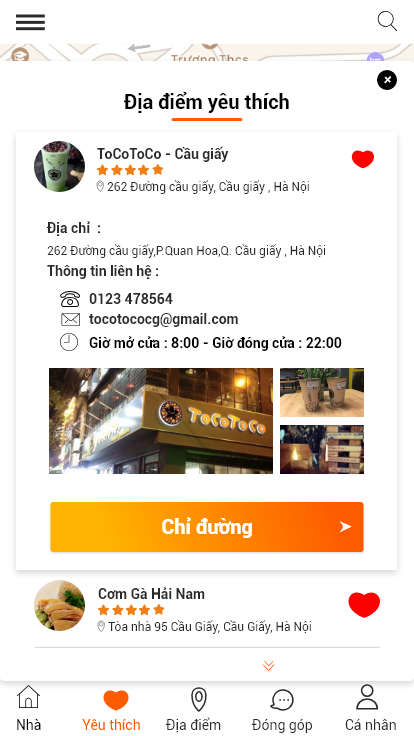 Trương Thcs
Địa điểm yêu thích
ToCoToCo - Cầu giấy
262 Đường cầu giấy, Cầu giấy , Hà Nội
Địa chỉ :
262 Đường cầu giấy,P.Quan Hoa,Q. Cầu giấy , Hà Nội
Thông tin liên hệ :
0123 478564
tocotococg@gmail.com
Giờ mở cửa : 8:00 - Giờ đóng cửa : 22:00
ToCoToCo
Chỉ đường
Cơm Gà Hải Nam
Tòa nhà 95 Cầu Giấy, Cầu Giấy, Hà Nội
Nhà
Yêu thích
Địa điểm
Đóng góp
Cá nhân